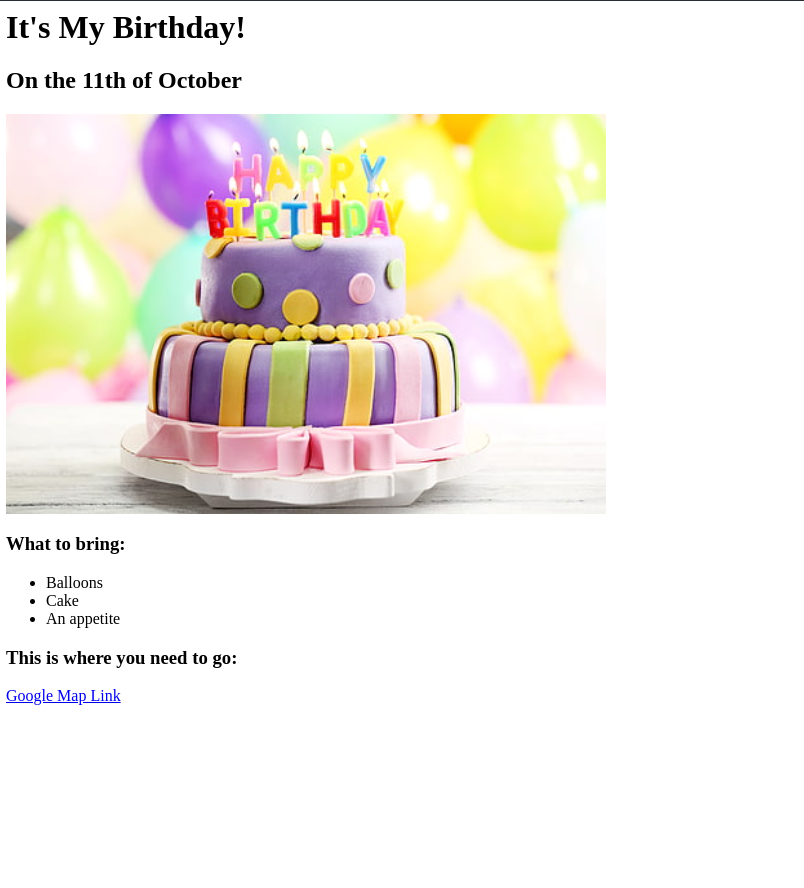 It's My Birthday!
On the 11th of October
HAPPY
BIRTHDAY
What to bring:
Balloons
Cake
An appetite
This is where you need to go:
Google Map Link